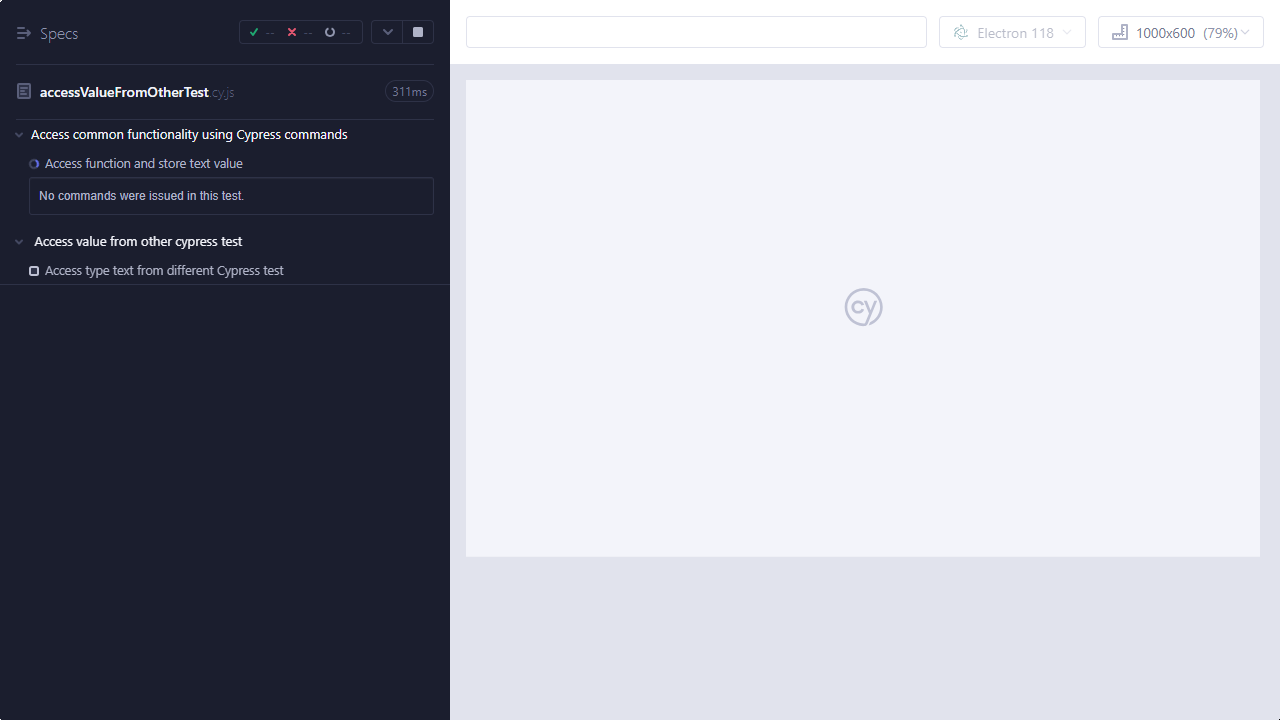 Specs
-- -- --
Electron 118
1000x600 (79%)
accessValueFromOtherTest.cy.js
311ms
Access common functionality using Cypress commands
Access function and store text value
No commands were issued in this test.
Access value from other cypress test
Access type text from different Cypress test
cy